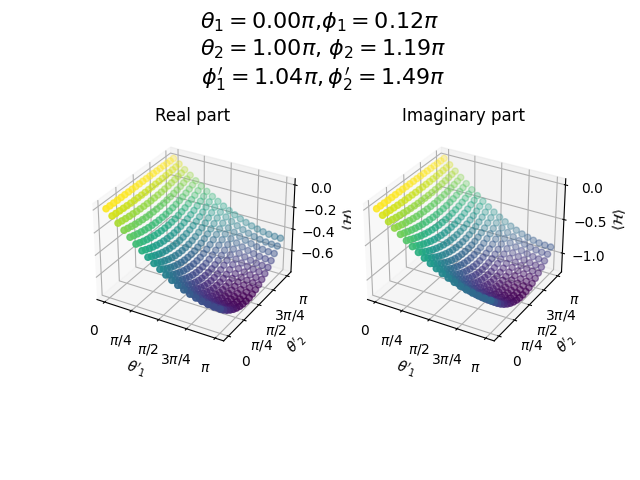 θ₁ = 0.00π,ϕ₁ = 0.12π
θ₂ = 1.00π, ϕ₂ = 1.19π
ϕ′₁ = 1.04π, ϕ′₂ = 1.49π
Real part
0.0
−0.2
−0.4
−0.6
⟨H⟩
0
π/4
π/2
3π/4
π
θ′₁
0
π/4
π/2
3π/4
π
θ′₂
Imaginary part
0.0
−0.5
−1.0
⟨H⟩
0
π/4
π/2
3π/4
π
θ′₁
0
π/4
π/2
3π/4
π
θ′₂